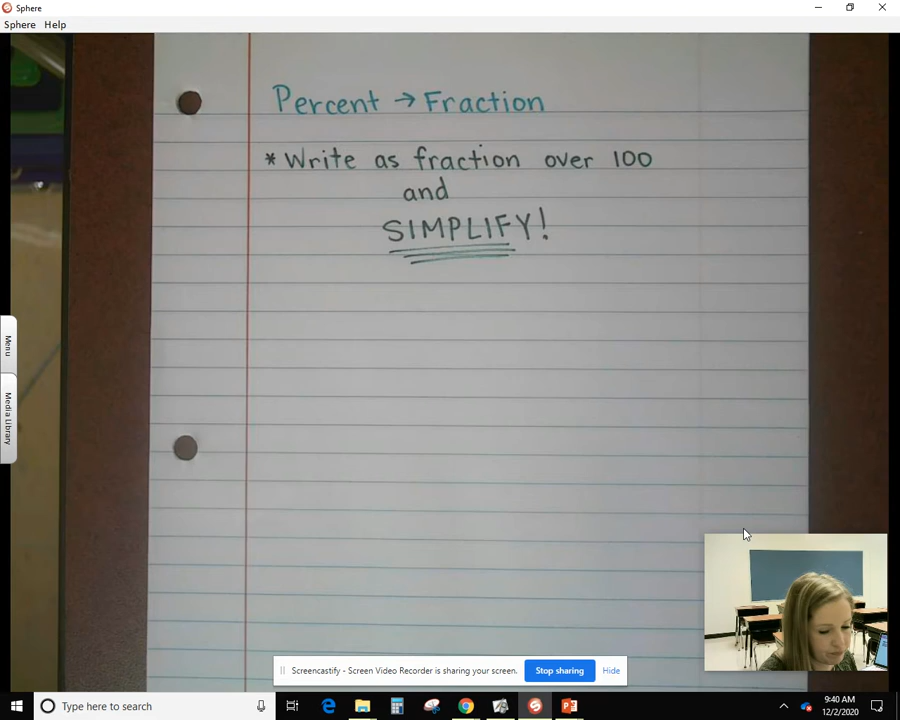 Sphere
Sphere Help
Percent → Fraction
* Write as fraction over 100
and
SIMPLIFY!
Menu
Media Library
Screencastify - Screen Video Recorder is sharing your screen.
Stop sharing
Hide
Type here to search
9:40 AM
12/2/2020